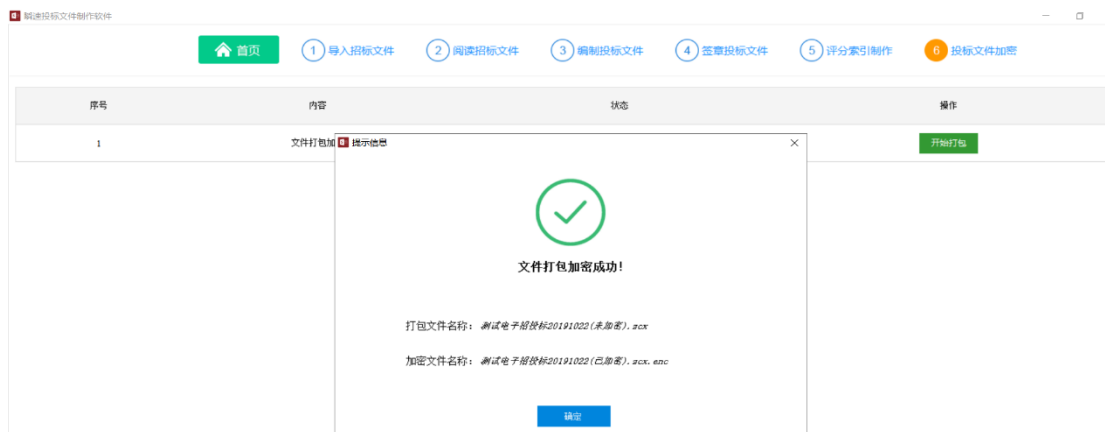 瞬速投标文件制作软件
首页
1 导入招标文件
2 阅读招标文件
3 编制投标文件
4 签章投标文件
5 评分索引制作
6 投标文件加密
序号 内容 状态 操作
1 文件打包加 开始打包
提示信息
文件打包加密成功!
打包文件名称: 测试电子招投标20191022(未加密).zcx
加密文件名称: 测试电子招投标20191022(已加密).zcx.enc
确定